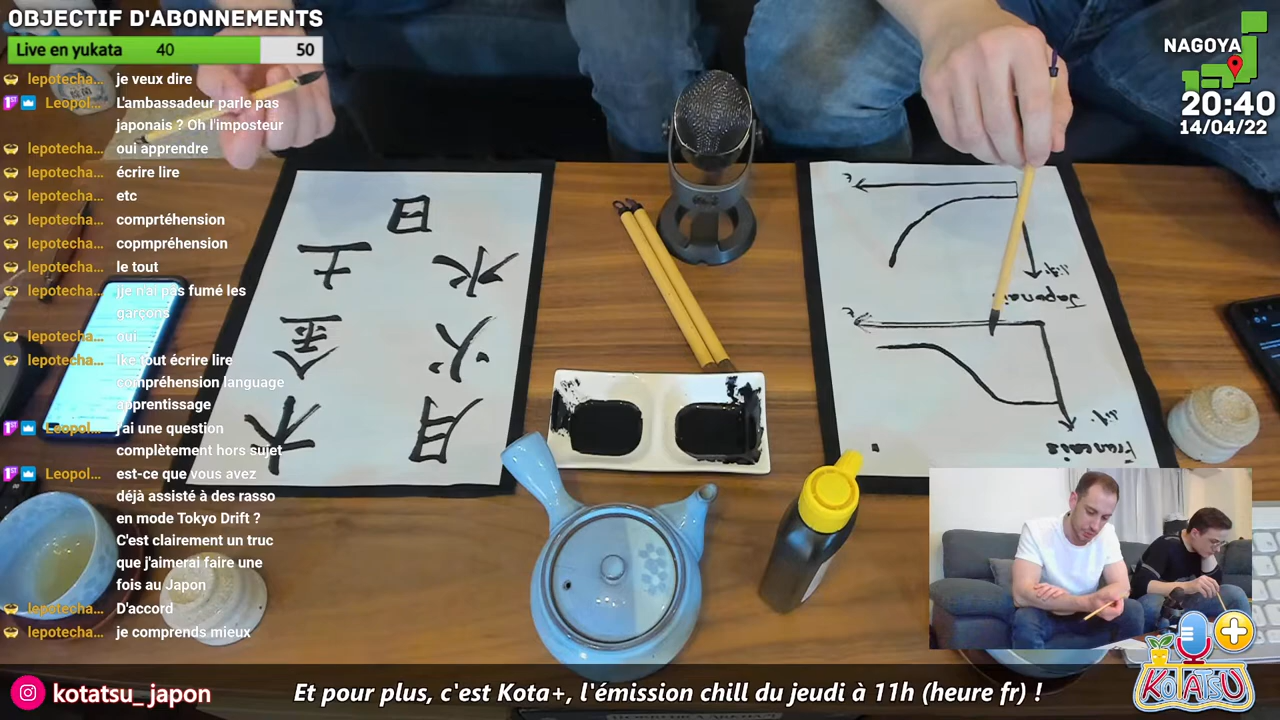 OBJECTIF D'ABONNEMENTS
Live en yukata 40 50
lepotecha... je veux dire
Leopol... L'ambassadeur parle pas
japonais ? Oh l'imposteur
lepotecha... oui apprendre
lepotecha... écrire lire
lepotecha... etc
lepotecha... comprtéhension
lepotecha... copmpréhension
lepotecha... le tout
lepotecha... jje n'ai pas fumé les
garçons
lepotecha... oui
lepotecha... lke tout écrire lire
compréhension language
apprentissage
Leopol... j'ai une question
complètement hors sujet
Leopol... est-ce que vous avez
déjà assisté à des rasso
en mode Tokyo Drift ?
C'est clairement un truc
que j'aimerai faire une
fois au Japon
lepotecha... D'accord
lepotecha... je comprends mieux
日
土
水
金
火
木
月
Japonais
diff.
t
Francais
diff.
t
NAGOYA
20:40
14/04/22
kotatsu_japon
Et pour plus, c'est Kota+, l'émission chill du jeudi à 11h (heure fr) !
KOTATSU